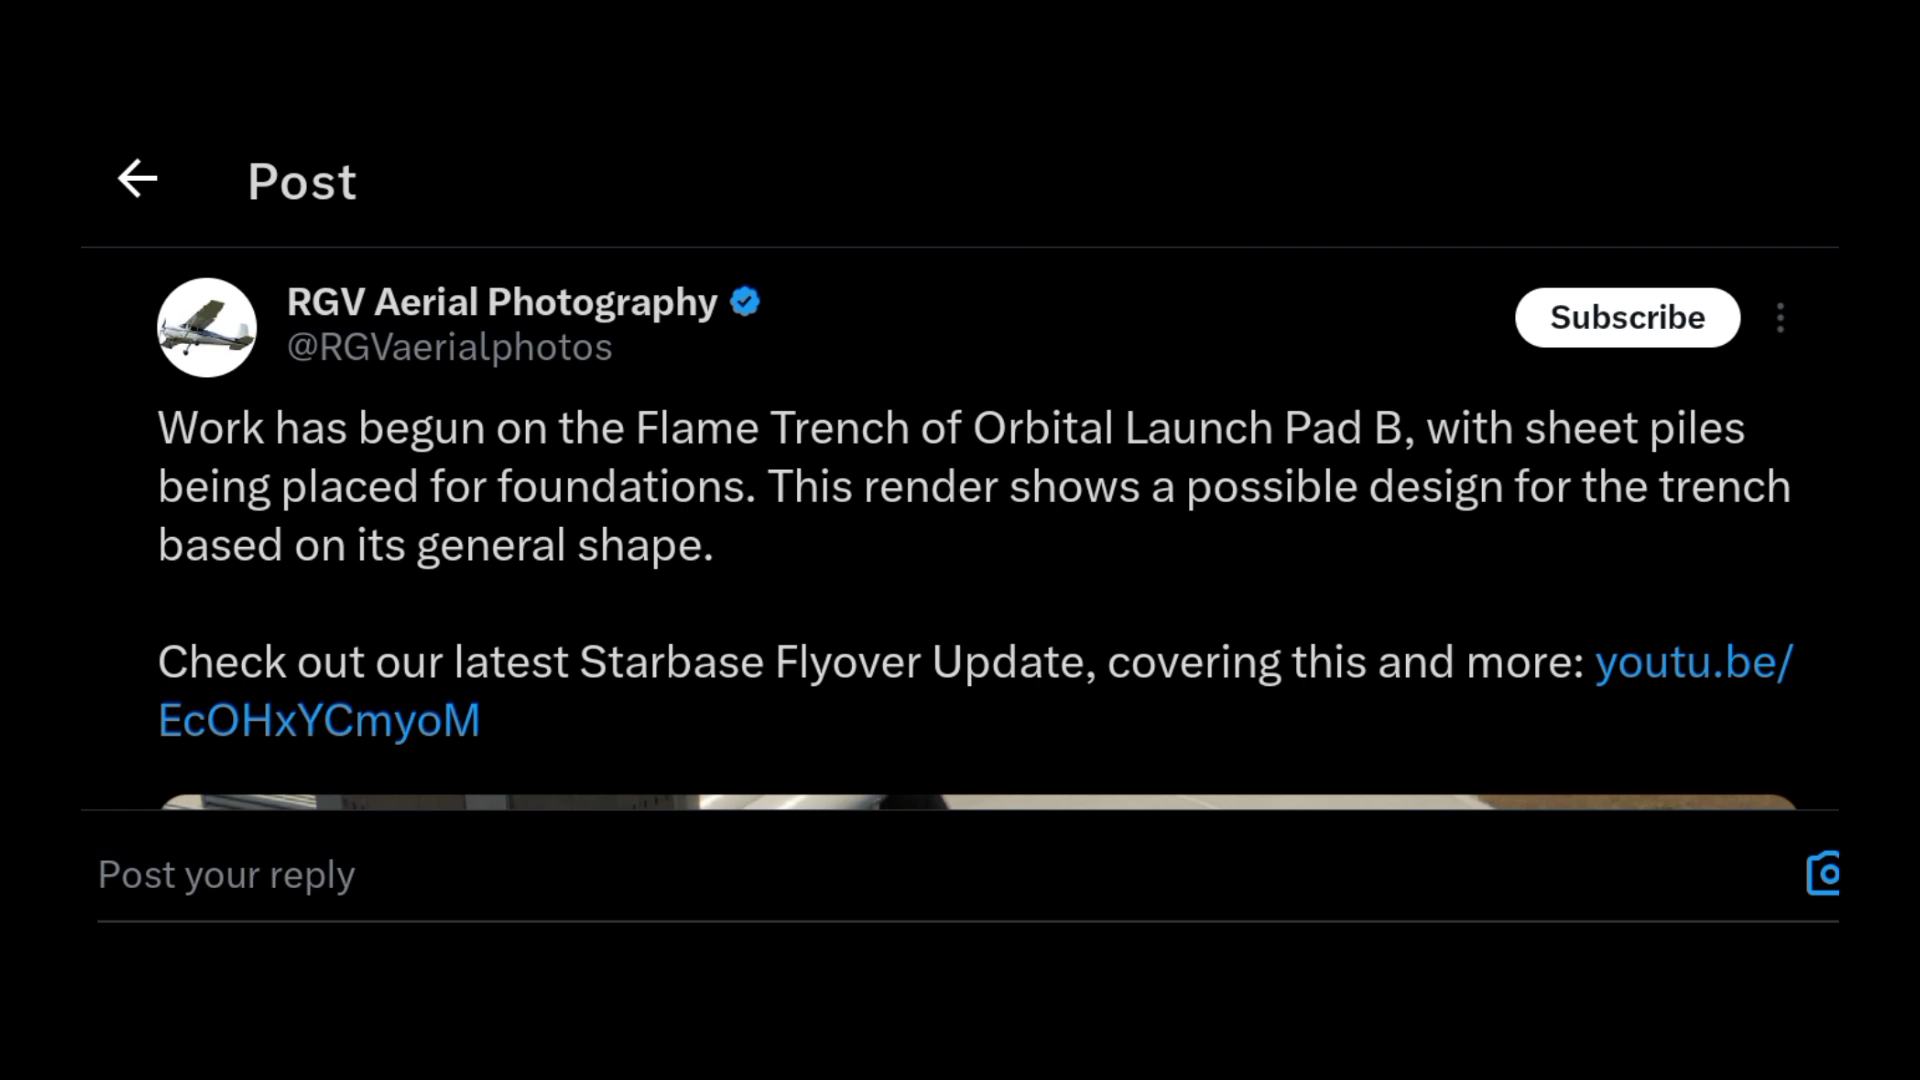 Post
RGV Aerial Photography
Subscribe
@RGVaerialphotos
Work has begun on the Flame Trench of Orbital Launch Pad B, with sheet piles
being placed for foundations. This render shows a possible design for the trench
based on its general shape.
Check out our latest Starbase Flyover Update, covering this and more: youtu.be/
EcOHxYCmyoM
Post your reply